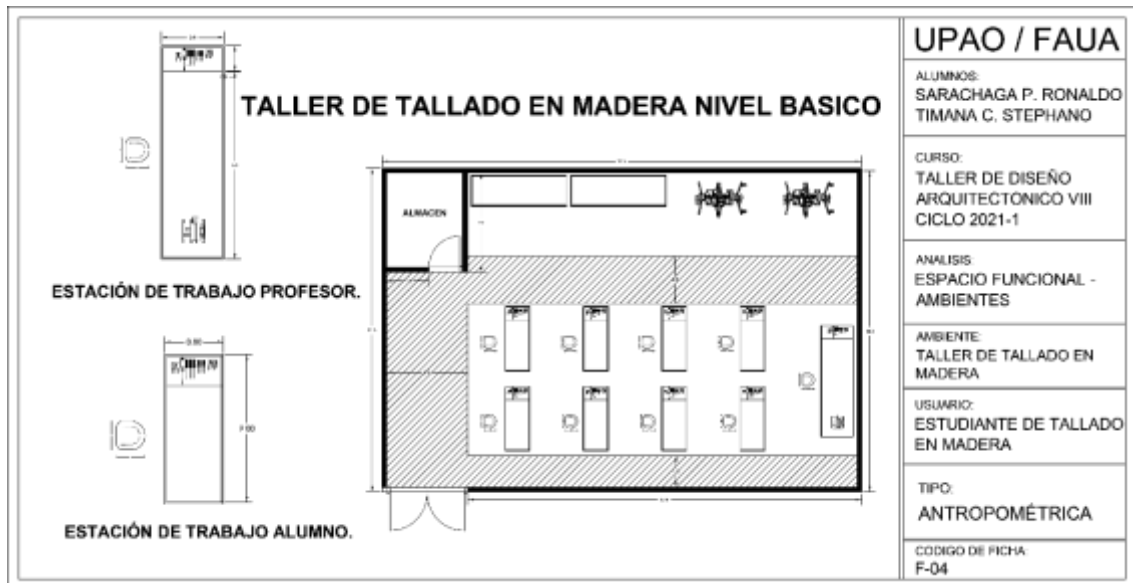 TALLER DE TALLADO EN MADERA NIVEL BASICO
ALMACEN
ESTACIÓN DE TRABAJO PROFESOR.
0.80
ESTACIÓN DE TRABAJO ALUMNO.
UPAO / FAUA
ALUMNOS:
SARACHAGA P. RONALDO
TIMANA C. STEPHANO
CURSO:
TALLER DE DISEÑO
ARQUITECTONICO VIII
CICLO 2021-1
ANALISIS:
ESPACIO FUNCIONAL -
AMBIENTES
AMBIENTE:
TALLER DE TALLADO EN
MADERA
USUARIO:
ESTUDIANTE DE TALLADO
EN MADERA
TIPO:
ANTROPOMÉTRICA
CODIGO DE FICHA:
F-04